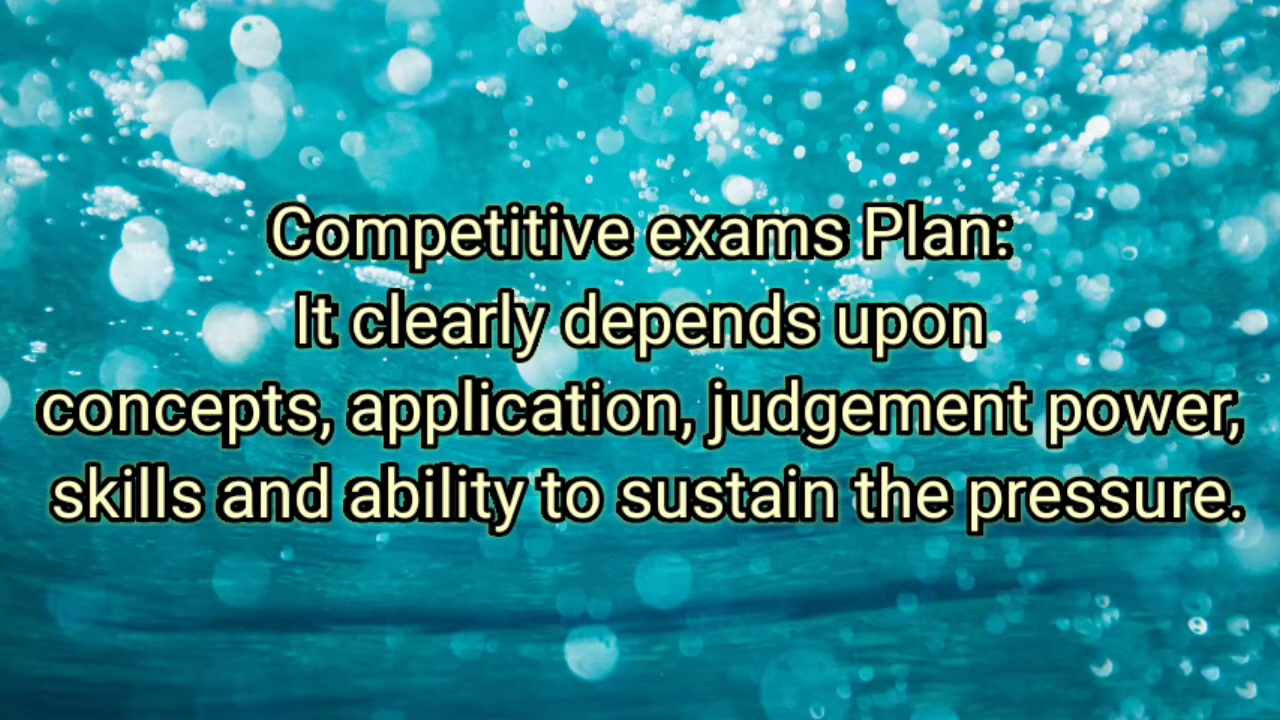 Competitive exams Plan:
It clearly depends upon
concepts, application, judgement power,
skills and ability to sustain the pressure.